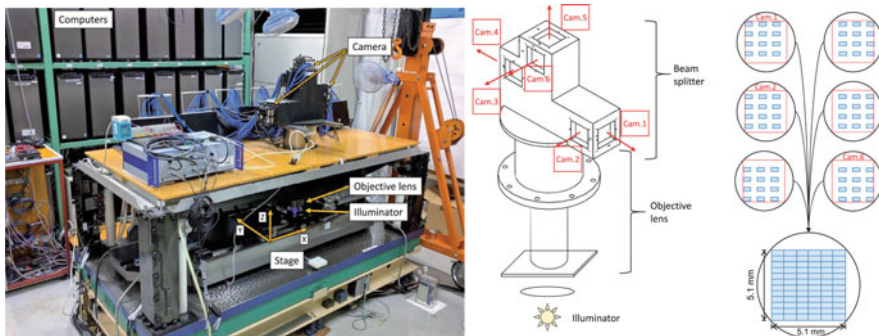 Computers
Camera
Objective lens
Illuminator
Z
Y
X
Stage
Cam.5
Cam.4
Cam.6
Cam.3
Cam.1
Cam.2
Beam
splitter
Objective
lens
Illuminator
Cam.1
Cam.2
Cam.6
5.1 mm
5.1 mm